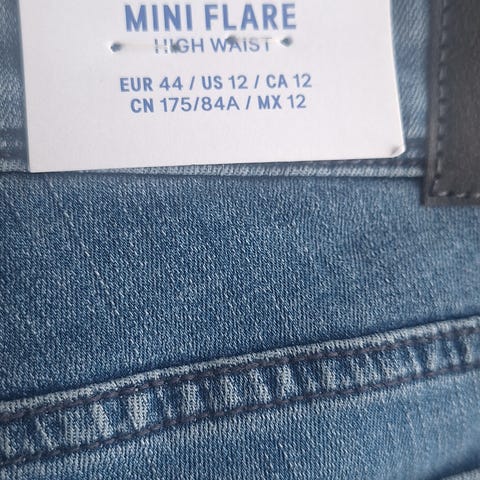 MINI FLARE
HIGH WAIST
EUR 44 / US 12 / CA 12
CN 175/84A / MX 12